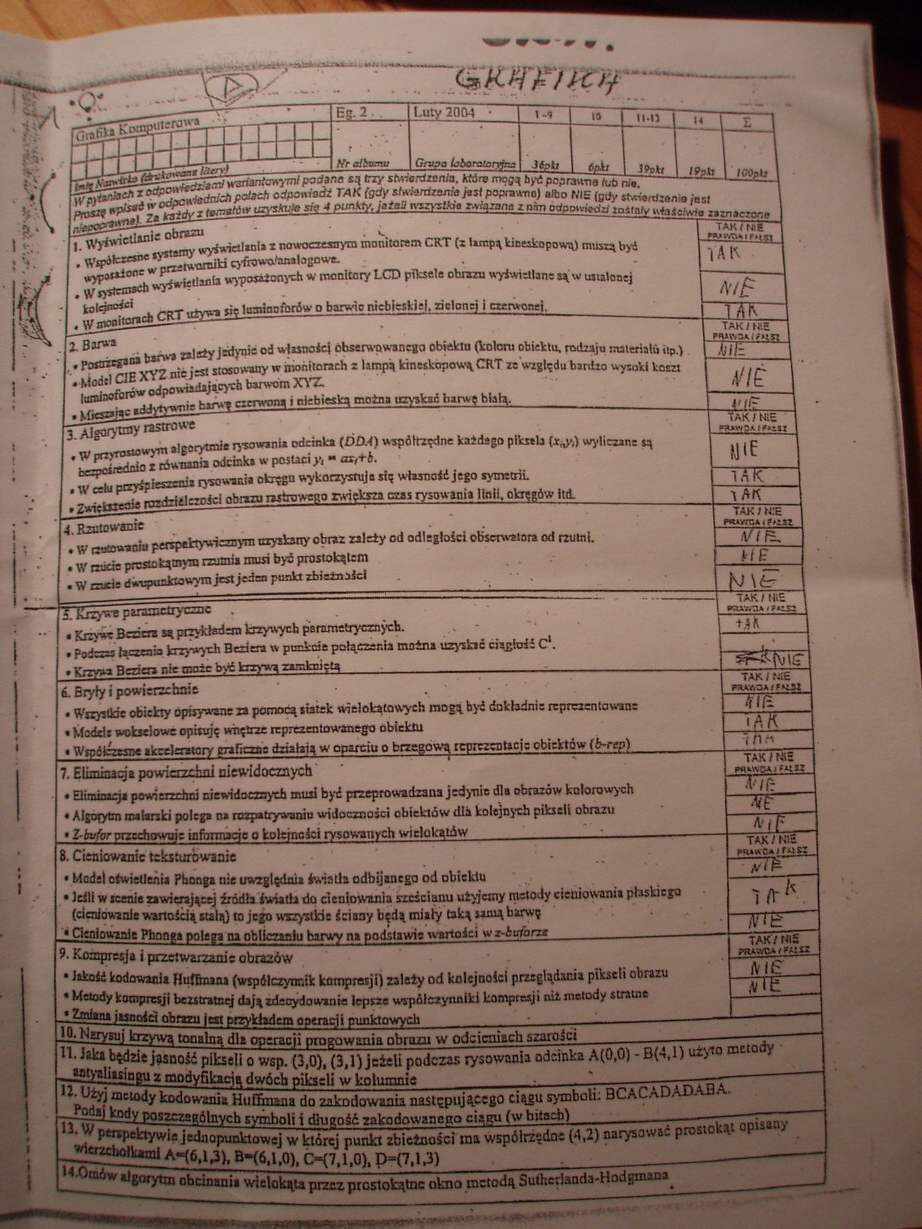 GRAFIKA
Grafika Komputerowa
Eg. 2
Luty 2004
1-9
10
11-13
14
Σ
Imię Nazwisko (drukowane litery)
Nr albumu
Grupa laboratoryjna
36pkt
6pkt
39pkt
19pkt
100pkt
W pytaniach z odpowiedziami wariantowymi podane są trzy stwierdzenia, które mogą być poprawne lub nie.
Proszę wpisać w odpowiednich polach odpowiedź TAK (gdy stwierdzenie jest poprawne) albo NIE (gdy stwierdzenie jest
niepoprawne). Za każdy z tematów uzyskuje się 4 punkty, jeżeli wszystkie związane z nim odpowiedzi zostały właściwie zaznaczone
1. Wyświetlanie obrazu
TAK / NIE
PRAWDA / FAŁSZ
• Współczesne systemy wyświetlania z nowoczesnym monitorem CRT (z lampą kineskopową) muszą być
wyposażone w przetworniki cyfrowo/analogowe.
TAK
• W systemach wyświetlania wyposażonych w monitory LCD piksele obrazu wyświetlane są w ustalonej
kolejności
NIE
• W monitorach CRT używa się luminoforów o barwie niebieskiej, zielonej i czerwonej.
TAK
2. Barwa
TAK / NIE
PRAWDA / FAŁSZ
• Postrzegana barwa zależy jedynie od własności obserwowanego obiektu (koloru obiektu, rodzaju materiału itp.)
NIE
• Model CIE XYZ nie jest stosowany w monitorach z lampą kineskopową CRT ze względu bardzo wysoki koszt
luminoforów odpowiadających barwom XYZ.
NIE
• Mieszając addytywnie barwę czerwoną i niebieską można uzyskać barwę białą.
NIE
3. Algorytmy rastrowe
TAK / NIE
PRAWDA / FAŁSZ
• W przyrostowym algorytmie rysowania odcinka (DDA) współrzędne każdego piksela (xᵢ,yᵢ) wyliczane są
bezpośrednio z równania odcinka w postaci yᵢ = axᵢ+b.
NIE
• W celu przyśpieszenia rysowania okręgu wykorzystuje się własność jego symetrii.
TAK
• Zwiększenie rozdzielczości obrazu rastrowego zwiększa czas rysowania linii, okręgów itd.
TAK
4. Rzutowanie
TAK / NIE
PRAWDA / FAŁSZ
• W rzutowaniu perspektywicznym uzyskany obraz zależy od odległości obserwatora od rzutni.
NIE
• W rzucie prostokątnym rzutnia musi być prostokątem
NIE
• W rzucie dwupunktowym jest jeden punkt zbieżności
NIE
5. Krzywe parametryczne
TAK / NIE
PRAWDA / FAŁSZ
• Krzywe Beziera są przykładem krzywych parametrycznych.
TAK
• Podczas łączenia krzywych Beziera w punkcie połączenia można uzyskać ciągłość C¹.
• Krzywa Beziera nie może być krzywą zamkniętą
NIE
6. Bryły i powierzchnie
TAK / NIE
PRAWDA / FAŁSZ
• Wszystkie obiekty opisywane za pomocą siatek wielokątowych mogą być dokładnie reprezentowane
NIE
• Modele wokselowe opisuję wnętrze reprezentowanego obiektu
TAK
• Współczesne akceleratory graficzne działają w oparciu o brzegową reprezentację obiektów (b-rep)
TAK
7. Eliminacja powierzchni niewidocznych
TAK / NIE
PRAWDA / FAŁSZ
• Eliminacja powierzchni niewidocznych musi być przeprowadzana jedynie dla obrazów kolorowych
NIE
• Algorytm malarski polega na rozpatrywaniu widoczności obiektów dla kolejnych pikseli obrazu
NIE
• Z-bufor przechowuje informacje o kolejności rysowanych wielokątów
NIE
8. Cieniowanie teksturowanie
TAK / NIE
PRAWDA / FAŁSZ
• Model oświetlenia Phonga nie uwzględnia światła odbijanego od obiektu
NIE
• Jeśli w scenie zawierającej źródła światła do cieniowania sześcianu użyjemy metody cieniowania płaskiego
(cieniowanie wartością stałą) to jego wszystkie ściany będą miały taką samą barwę
TAK
• Cieniowanie Phonga polega na obliczaniu barwy na podstawie wartości w z-buforze
NIE
9. Kompresja i przetwarzanie obrazów
TAK / NIE
PRAWDA / FAŁSZ
• Jakość kodowania Huffmana (współczynnik kompresji) zależy od kolejności przeglądania pikseli obrazu
NIE
• Metody kompresji bezstratnej dają zdecydowanie lepsze współczynniki kompresji niż metody stratne
NIE
• Zmiana jasności obrazu jest przykładem operacji punktowych
10. Narysuj krzywą tonalną dla operacji progowania obrazu w odcieniach szarości
11. Jaka będzie jasność pikseli o wsp. (3,0), (3,1) jeżeli podczas rysowania odcinka A(0,0) - B(4,1) użyto metody
antyaliasingu z modyfikacją dwóch pikseli w kolumnie
12. Użyj metody kodowania Huffmana do zakodowania następującego ciągu symboli: BCACADADABA.
Podaj kody poszczególnych symboli i długość zakodowanego ciągu (w bitach)
13. W perspektywie jednopunktowej w której punkt zbieżności ma współrzędne (4,2) narysować prostokąt opisany
wierzchołkami A=(6,1,3), B=(6,1,0), C=(7,1,0), D=(7,1,3)
14.Omów algorytm obcinania wielokąta przez prostokątne okno metodą Sutherlanda-Hodgmana